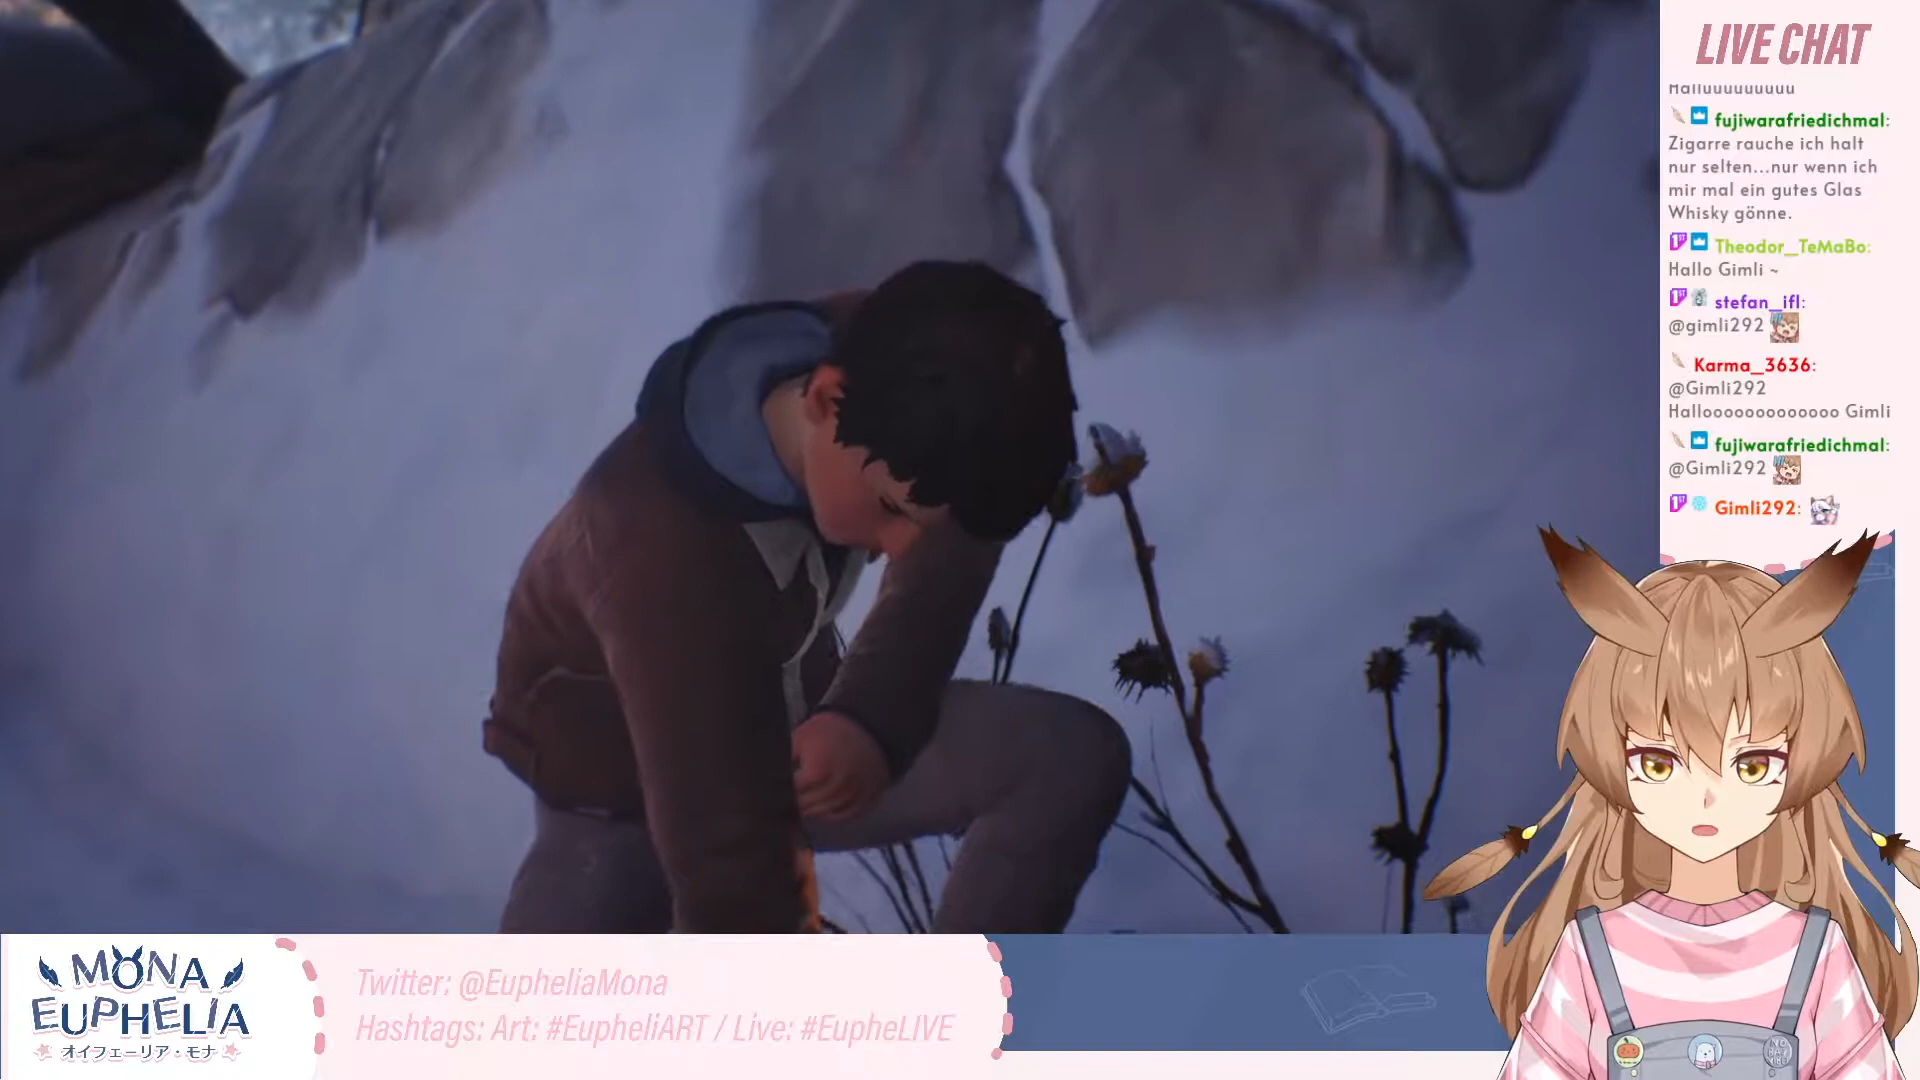 LIVE CHAT
Halluuuuuuuuu
fujiwarafriedichmal:
Zigarre rauche ich halt
nur selten...nur wenn ich
mir mal ein gutes Glas
Whisky gönne.
Theodor_TeMaBo:
Hallo Gimli ~
stefan_ifl:
@gimli292
Karma_3636:
@Gimli292
Hallooooooooooooo Gimli
fujiwarafriedichmal:
@Gimli292
Gimli292:
MONA
EUPHELIA
オイフェーリア・モナ
Twitter: @EupheliaMona
Hashtags: Art: #EupheliART / Live: #EupheLIVE